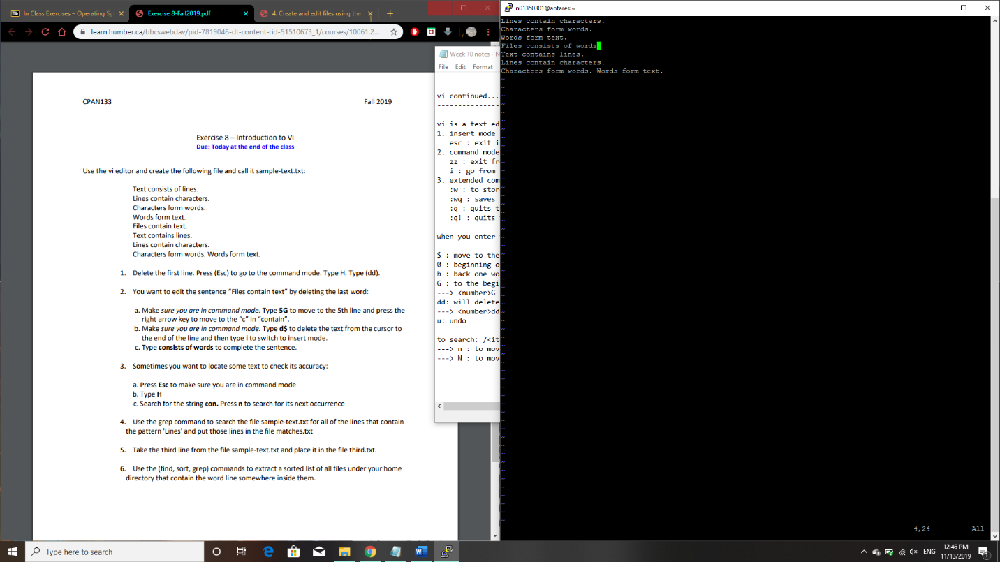 In Class Exercises – Operating Sy
Exercise 8-Fall2019.pdf
4. Create and edit files using the
n01350301@antares:~
learn.humber.ca/bbcswebdav/pid-7819046-dt-content-rid-51510673_1/courses/10061.2...
CPAN133
Fall 2019
Exercise 8 – Introduction to Vi
Due: Today at the end of the class
Use the vi editor and create the following file and call it sample-text.txt:
Text consists of lines.
Lines contain characters.
Characters form words.
Words form text.
Files contain text.
Text contains lines.
Lines contain characters.
Characters form words. Words form text.
1. Delete the first line. Press (Esc) to go to the command mode. Type H. Type (dd).
2. You want to edit the sentence “Files contain text” by deleting the last word:
a. Make sure you are in command mode. Type 5G to move to the 5th line and press the
right arrow key to move to the “c” in “contain”.
b. Make sure you are in command mode. Type d$ to delete the text from the cursor to
the end of the line and then type i to switch to insert mode.
c. Type consists of words to complete the sentence.
3. Sometimes you want to locate some text to check its accuracy:
a. Press Esc to make sure you are in command mode
b. Type H
c. Search for the string con. Press n to search for its next occurrence
4. Use the grep command to search the file sample-text.txt for all of the lines that contain
the pattern 'Lines' and put those lines in the file matches.txt
5. Take the third line from the file sample-text.txt and place it in the file third.txt.
6. Use the (find, sort, grep) commands to extract a sorted list of all files under your home
directory that contain the word line somewhere inside them.
Week 10 notes - N
File Edit Format
vi continued...
---------------
vi is a text ed
1. insert mode
esc : exit i
2. command mode
zz : exit fr
i : go from
3. extended com
:w : to stor
:wq : saves
:q : quits t
:q! : quits
when you enter
$ : move to the
0 : beginning o
b : back one wo
G : to the begi
---> <number>G
dd: will delete
---> <number>dd
u: undo
to search: /<it
---> n : to mov
---> N : to mov
Lines contain characters.
Characters form words.
Words form text.
Files consists of words
Text contains lines.
Lines contain characters.
Characters form words. Words form text.
4,24 All
Type here to search
ENG
12:46 PM
11/13/2019
1